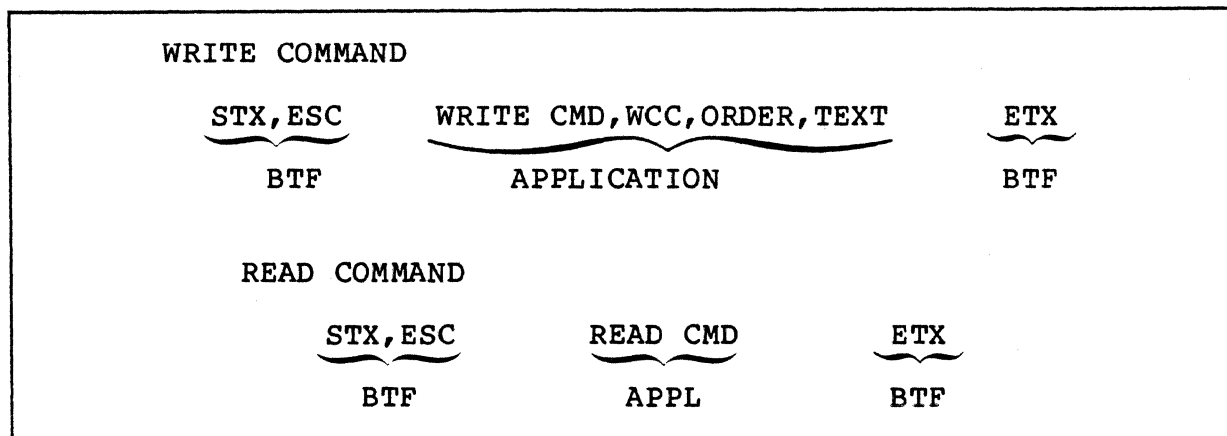 WRITE COMMAND
STX,ESC WRITE CMD,WCC,ORDER,TEXT ETX
BTF APPLICATION BTF
READ COMMAND
STX,ESC READ CMD ETX
BTF APPL BTF